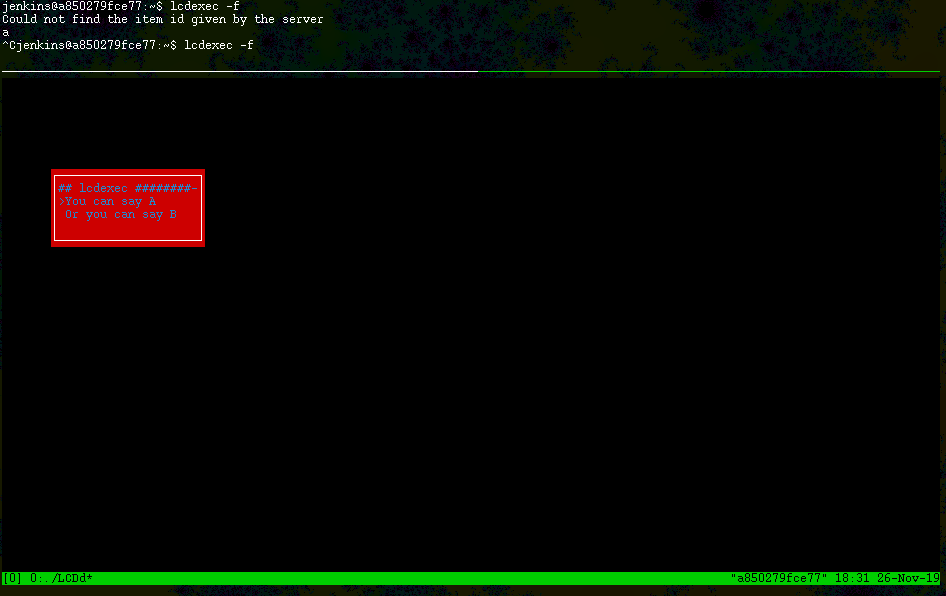 jenkins@a850279fce77:~$ lcdexec -f
Could not find the item id given by the server
a
^Cjenkins@a850279fce77:~$ lcdexec -f
## lcdexec ########-
>You can say A
Or you can say B
[0] 0:./LCDd* "a850279fce77" 18:31 26-Nov-19